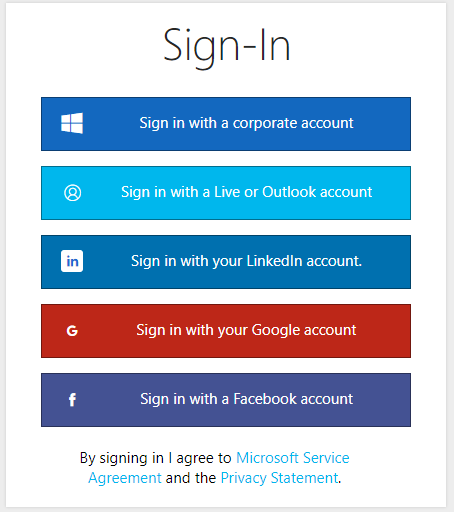 Sign-In
Sign in with a corporate account
Sign in with a Live or Outlook account
in
Sign in with your LinkedIn account.
G
Sign in with your Google account
f
Sign in with a Facebook account
By signing in I agree to Microsoft Service
Agreement and the Privacy Statement.